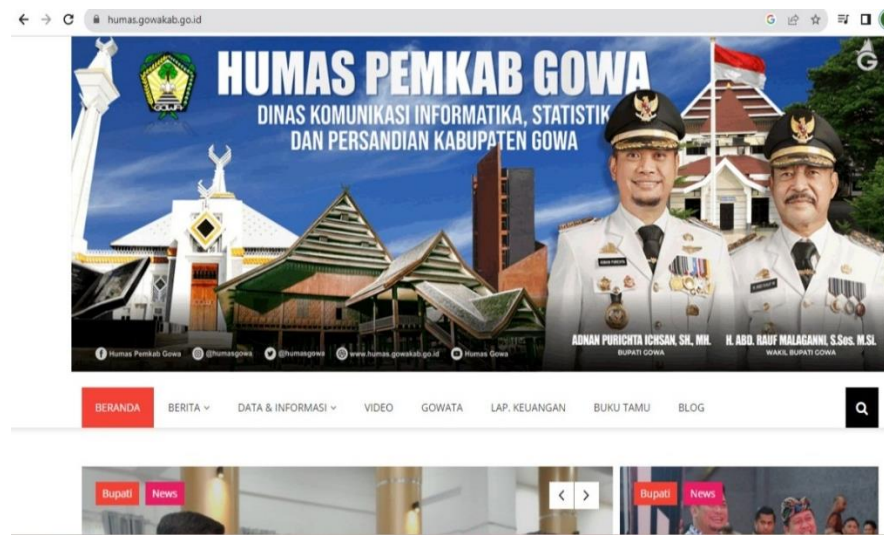 humas.gowakab.go.id
HUMAS PEMKAB GOWA
DINAS KOMUNIKASI INFORMATIKA, STATISTIK
DAN PERSANDIAN KABUPATEN GOWA
ADNAN PURICHTA ICHSAN, SH., MH.
BUPATI GOWA
H. ABD. RAUF MALAGANNI, S.Sos. M.Si.
WAKIL BUPATI GOWA
Humas Pemkab Gowa @humasgowa @humasgowa www.humas.gowakab.go.id Humas Gowa
BERANDA BERITA DATA & INFORMASI VIDEO GOWATA LAP. KEUANGAN BUKU TAMU BLOG
Bupati News Bupati News